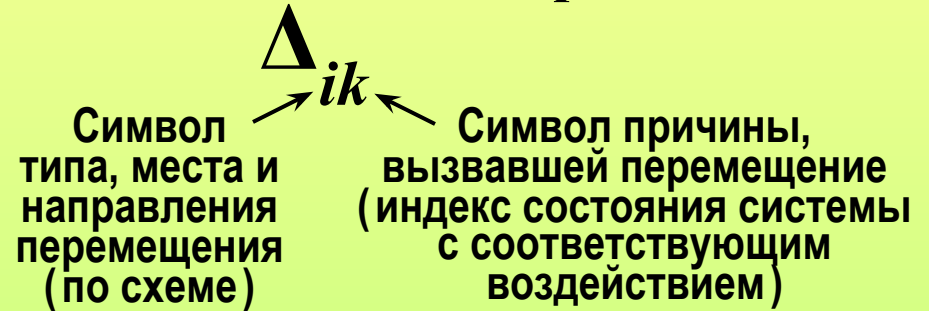 Δik
Символ
типа, места и
направления
перемещения
(по схеме)
Символ причины,
вызвавшей перемещение
(индекс состояния системы
с соответствующим
воздействием)